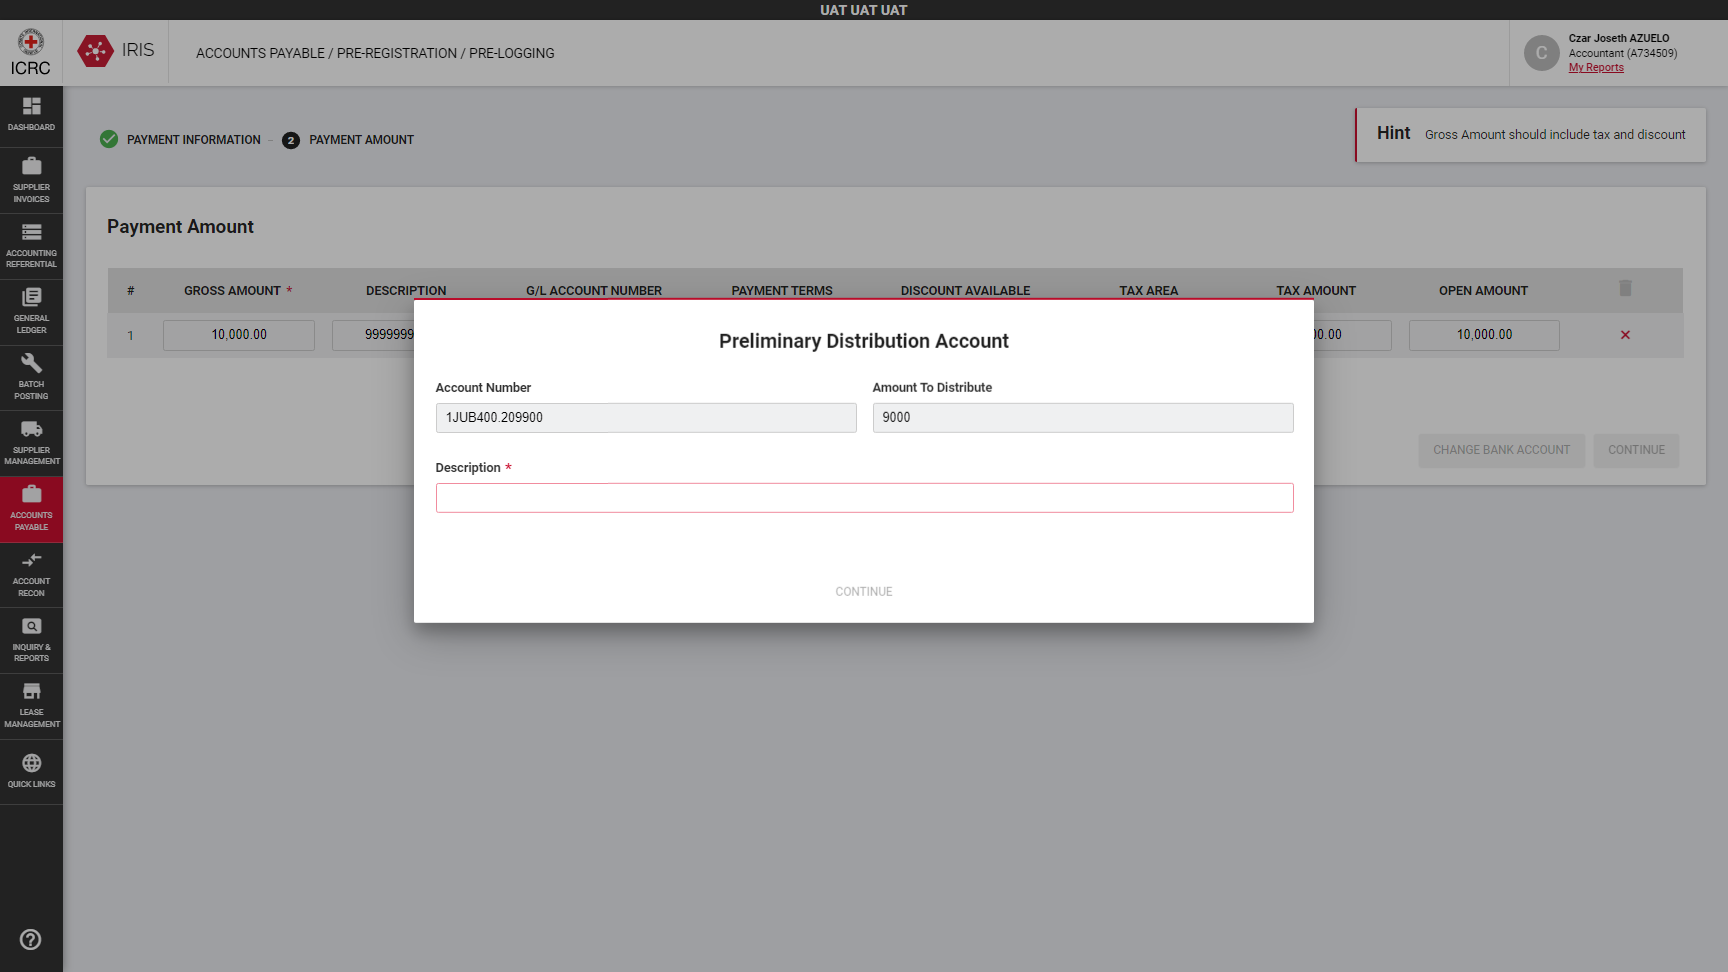 UAT UAT UAT
ICRC
IRIS
ACCOUNTS PAYABLE / PRE-REGISTRATION / PRE-LOGGING
C
Czar Joseth AZUELO
Accountant (A734509)
My Reports
DASHBOARD
SUPPLIER
INVOICES
ACCOUNTING
REFERENTIAL
GENERAL
LEDGER
BATCH
POSTING
SUPPLIER
MANAGEMENT
ACCOUNTS
PAYABLE
ACCOUNT
RECON
INQUIRY &
REPORTS
LEASE
MANAGEMENT
QUICK LINKS
PAYMENT INFORMATION - 2 PAYMENT AMOUNT
Hint Gross Amount should include tax and discount
Payment Amount
# GROSS AMOUNT * DESCRIPTION G/L ACCOUNT NUMBER PAYMENT TERMS DISCOUNT AVAILABLE TAX AREA TAX AMOUNT OPEN AMOUNT
1 10,000.00 9999999 00.00 10,000.00
CHANGE BANK ACCOUNT CONTINUE
Preliminary Distribution Account
Account Number Amount To Distribute
1JUB400.209900 9000
Description *
CONTINUE